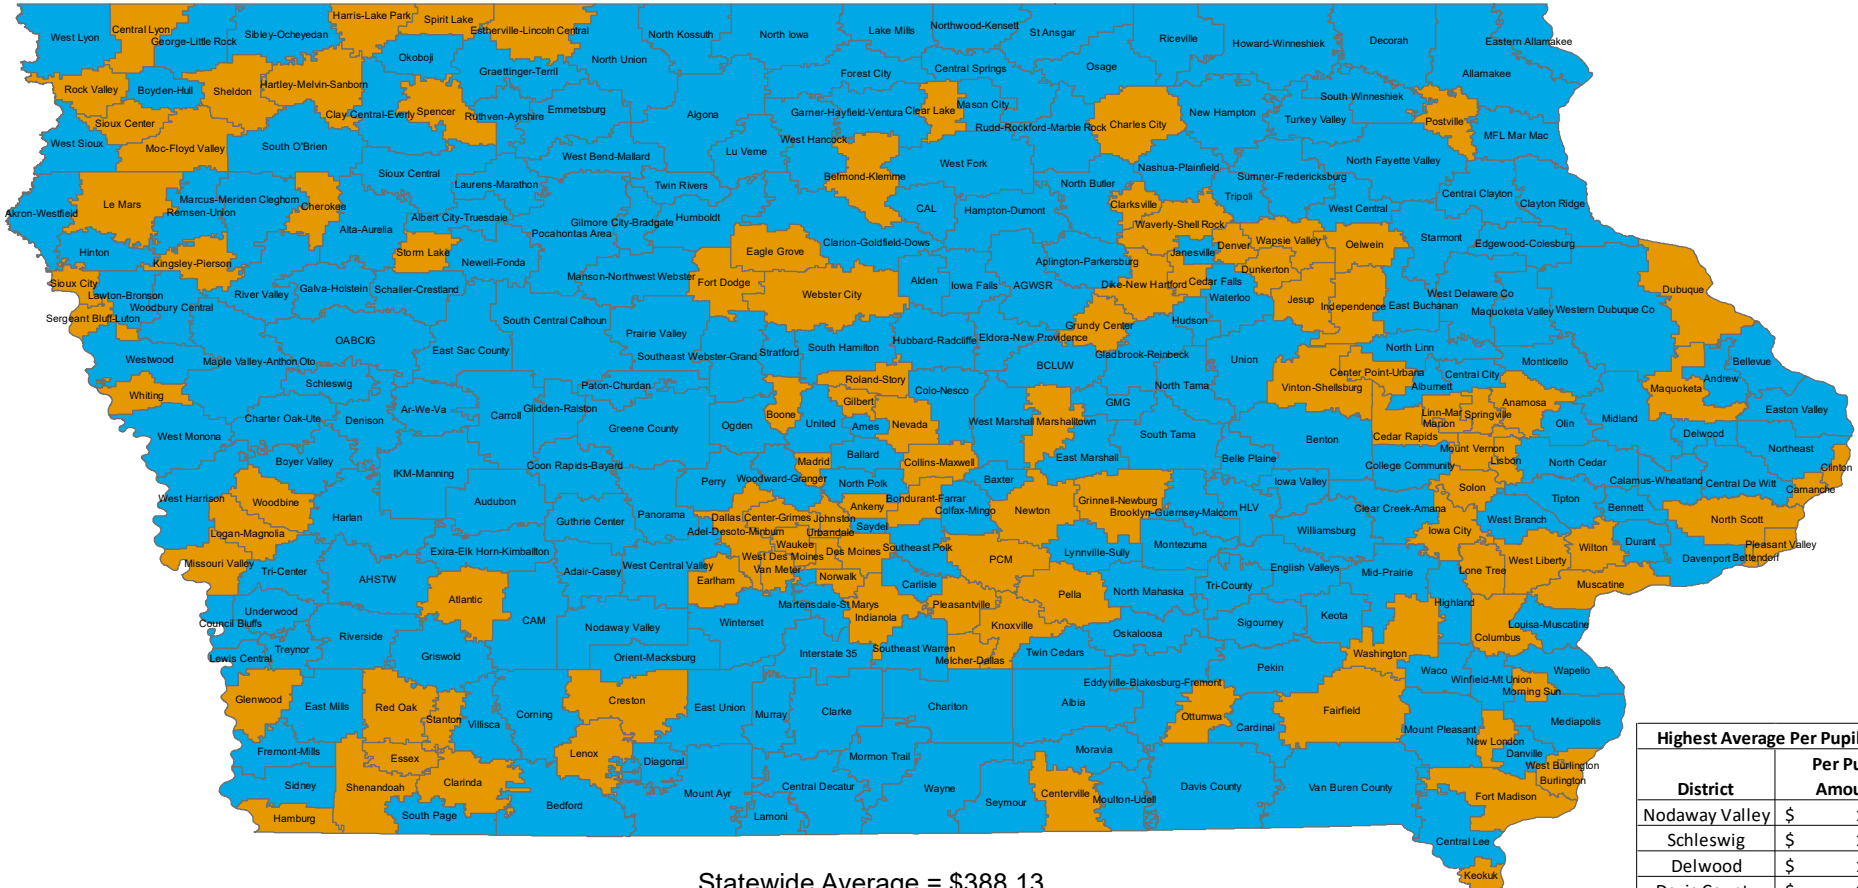 Harris-Lake Park
Spirit Lake
Central Lyon
Estherville-Lincoln Central
West Lyon
George-Little Rock
Sibley-Ocheyedan
North Kossuth
North Iowa
Lake Mills
Northwood-Kensett
St Ansgar
Riceville
Howard-Winneshiek
Decorah
Eastern Allamakee
Okoboji
Graettinger-Terril
North Union
Forest City
Central Springs
Osage
Allamakee
Rock Valley
Boyden-Hull
Sheldon
Hartley-Melvin-Sanborn
Clay Central-Everly
Spencer
Ruthven-Ayrshire
Emmetsburg
Algona
Garner-Hayfield-Ventura
Clear Lake
Mason City
Rudd-Rockford-Marble Rock
Charles City
New Hampton
South Winneshiek
Turkey Valley
Postville
MFL Mar Mac
Sioux Center
West Sioux
Moc-Floyd Valley
South O'Brien
Sioux Central
West Bend-Mallard
Lu Verne
West Hancock
Belmond-Klemme
West Fork
Nashua-Plainfield
North Fayette Valley
Sumner-Fredericksburg
Laurens-Marathon
Twin Rivers
North Butler
Tripoli
Central Clayton
Clayton Ridge
Le Mars
Marcus-Meriden Cleghorn
Remsen-Union
Cherokee
Akron-Westfield
Albert City-Truesdale
Gilmore City-Bradgate
Humboldt
Pocahontas Area
CAL
Hampton-Dumont
Clarksville
Waverly-Shell Rock
West Central
Alta-Aurelia
Hinton
Kingsley-Pierson
Storm Lake
Newell-Fonda
Eagle Grove
Clarion-Goldfield-Dows
Janesville
Denver
Wapsie Valley
Oelwein
Starmont
Edgewood-Colesburg
Aplington-Parkersburg
Dunkerton
Sioux City
Lawton-Bronson
Woodbury Central
River Valley
Galva-Holstein
Schaller-Crestland
Manson-Northwest Webster
Fort Dodge
Webster City
Alden
Iowa Falls
AGWSR
Dike-New Hartford
Cedar Falls
Waterloo
Jesup
Independence
East Buchanan
West Delaware Co
Maquoketa Valley
Western Dubuque Co
Dubuque
Sergeant Bluff-Luton
South Central Calhoun
Prairie Valley
Grundy Center
Hudson
OABCIG
East Sac County
Southeast Webster-Grand
Stratford
South Hamilton
Hubbard-Radcliffe
Eldora-New Providence
Gladbrook-Reinbeck
Union
North Linn
Monticello
Bellevue
Westwood
Maple Valley-Anthon Oto
Schleswig
Paton-Churdan
Roland-Story
Colo-Nesco
BCLUW
North Tama
Vinton-Shellsburg
Center Point-Urbana
Alburnett
Central City
Maquoketa
Andrew
Whiting
Charter Oak-Ute
Denison
Ar-We-Va
Carroll
Glidden-Ralston
Greene County
Ogden
Boone
Gilbert
United
Ames
Nevada
West Marshall
Marshalltown
GMG
South Tama
Benton
Linn-Mar
Marion
Springville
Anamosa
Olin
Midland
Easton Valley
Cedar Rapids
Delwood
West Monona
Boyer Valley
IKM-Manning
Coon Rapids-Bayard
Perry
Woodward-Granger
Madrid
Ballard
North Polk
Collins-Maxwell
East Marshall
Belle Plaine
College Community
Mount Vernon
Lisbon
North Cedar
Northeast
Clinton
Camanche
Baxter
Iowa Valley
Solon
Calamus-Wheatland
Central De Witt
West Harrison
Woodbine
Harlan
Audubon
Guthrie Center
Panorama
Ankeny
Bondurant-Farrar
Colfax-Mingo
Newton
Grinnell-Newburg
Brooklyn-Guernsey-Malcom
HLV
Williamsburg
Clear Creek-Amana
Tipton
Bennett
North Scott
Logan-Magnolia
Dallas Center-Grimes
Johnston
Saydel
Adel-Desoto-Minburn
Urbandale
West Branch
Iowa City
Durant
Wilton
Davenport
Bettendorf
Pleasant Valley
Missouri Valley
Tri-Center
Exira-Elk Horn-Kimballton
Waukee
West Des Moines
Des Moines
Southeast Polk
PCM
Lynnville-Sully
Montezuma
English Valleys
Mid-Prairie
Lone Tree
West Liberty
Muscatine
AHSTW
Adair-Casey
West Central Valley
Earlham
Van Meter
Norwalk
Carlisle
Tri-County
Underwood
Atlantic
CAM
Martensdale-St Marys
Indianola
Pleasantville
Pella
North Mahaska
Keota
Highland
Louisa-Muscatine
Columbus
Council Bluffs
Treynor
Riverside
Griswold
Nodaway Valley
Winterset
Knoxville
Oskaloosa
Sigourney
Lewis Central
Orient-Macksburg
Interstate 35
Southeast Warren
Melcher-Dallas
Twin Cedars
Pekin
Washington
Waco
Winfield-Mt Union
Wapello
Morning Sun
Glenwood
East Mills
Red Oak
Stanton
Villisca
Corning
Creston
East Union
Murray
Clarke
Chariton
Albia
Eddyville-Blakesburg-Fremont
Ottumwa
Cardinal
Fairfield
Mount Pleasant
New London
Mediapolis
Danville
Fremont-Mills
Essex
Lenox
Diagonal
Mormon Trail
Moravia
West Burlington
Burlington
Sidney
Shenandoah
Clarinda
Bedford
Mount Ayr
Central Decatur
Wayne
Seymour
Centerville
Moulton-Udell
Davis County
Van Buren County
Fort Madison
Hamburg
South Page
Lamoni
Central Lee
Keokuk
Statewide Average = $388.13
Highest Average Per Pupil
Per Pu
District Amou
Nodaway Valley $
Schleswig $
Delwood $